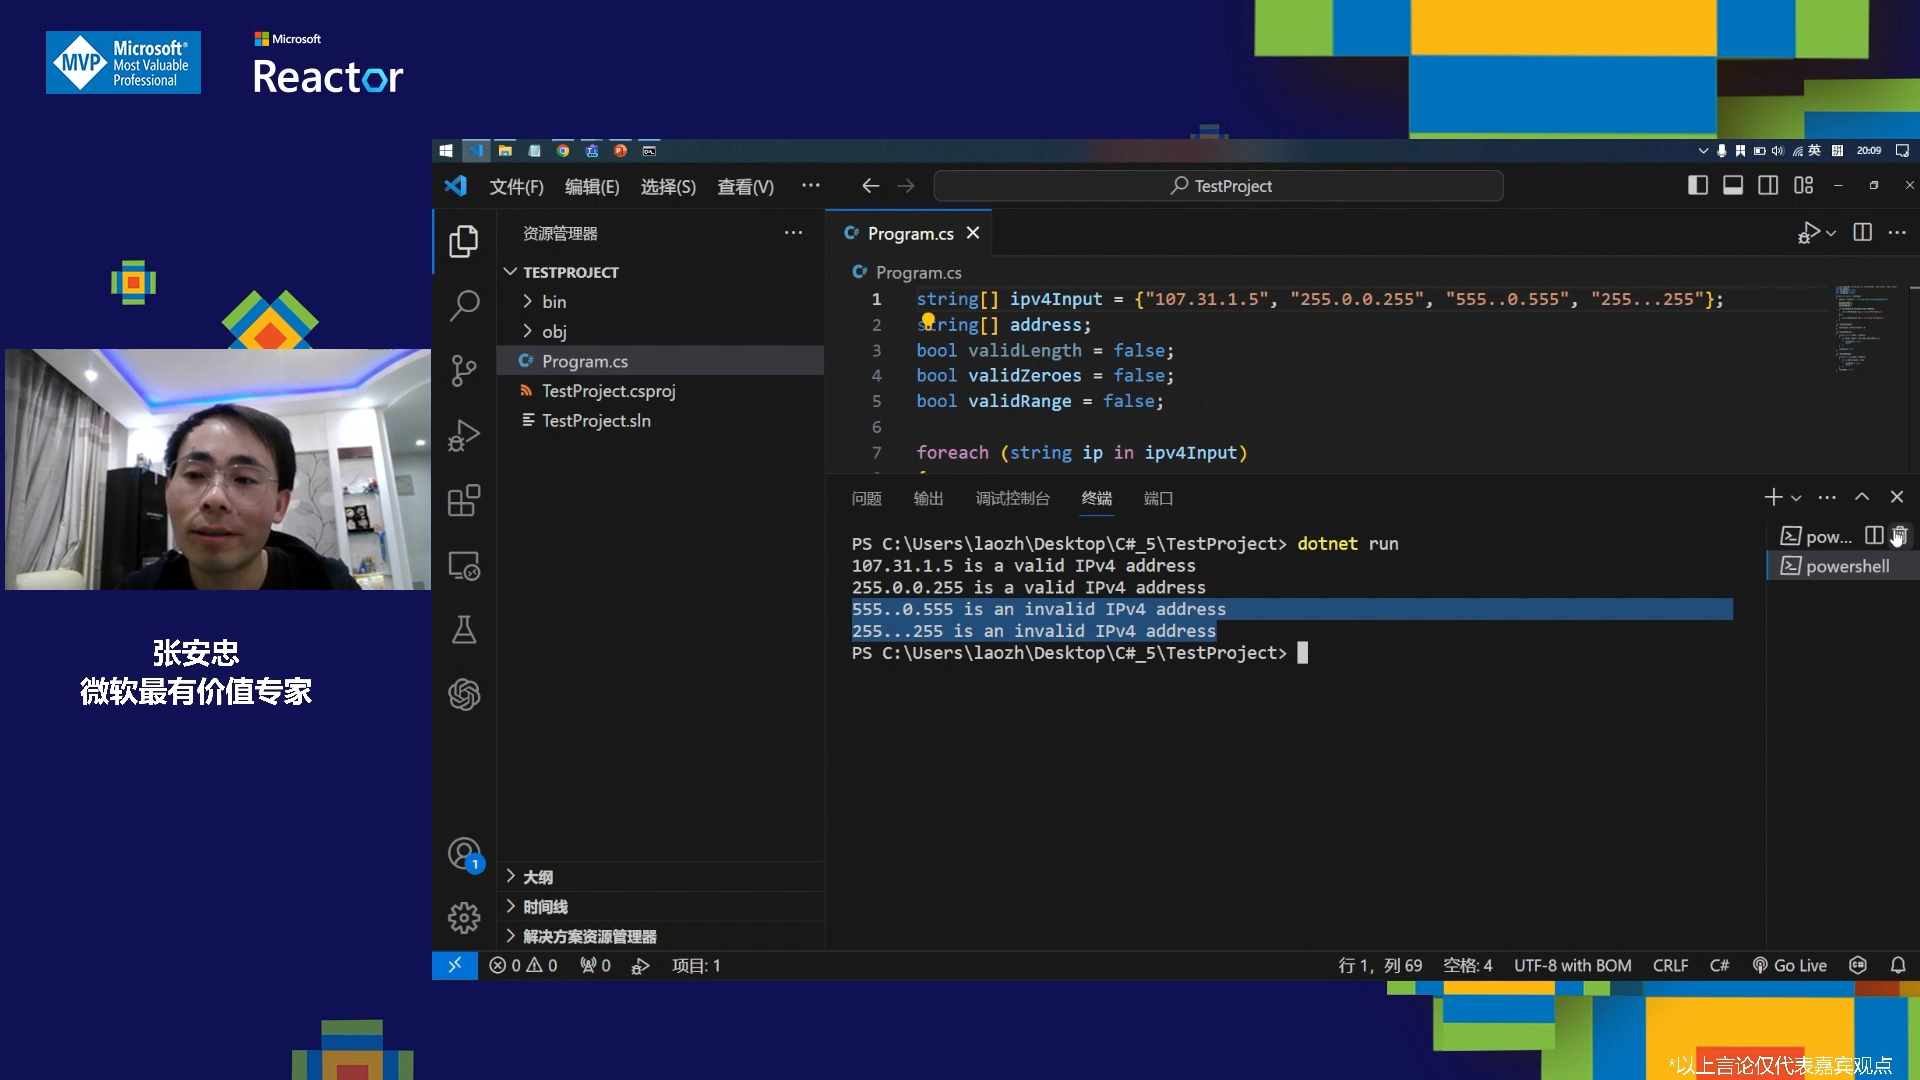 MVP
Microsoft®
Most Valuable
Professional
Microsoft
Reactor
英
20:09
文件(F) 编辑(E) 选择(S) 查看(V) ···
TestProject
资源管理器
TESTPROJECT
bin
obj
Program.cs
TestProject.csproj
TestProject.sln
大纲
时间线
解决方案资源管理器
Program.cs
Program.cs
1 string[] ipv4Input = {"107.31.1.5", "255.0.0.255", "555..0.555", "255...255"};
2 string[] address;
3 bool validLength = false;
4 bool validZeroes = false;
5 bool validRange = false;
6
7 foreach (string ip in ipv4Input)
问题 输出 调试控制台 终端 端口
PS C:\Users\laozh\Desktop\C#_5\TestProject> dotnet run
107.31.1.5 is a valid IPv4 address
255.0.0.255 is a valid IPv4 address
555..0.555 is an invalid IPv4 address
255...255 is an invalid IPv4 address
PS C:\Users\laozh\Desktop\C#_5\TestProject>
pow...
powershell
1
0 0 0 项目: 1
行 1，列 69 空格: 4 UTF-8 with BOM CRLF C# Go Live
张安忠
微软最有价值专家
*以上言论仅代表嘉宾观点